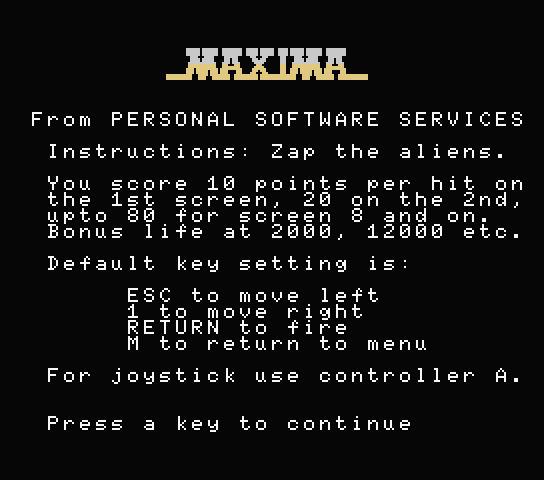 MAXIMA
From PERSONAL SOFTWARE SERVICES
Instructions: Zap the aliens.
You score 10 points per hit on
the 1st screen, 20 on the 2nd,
upto 80 for screen 8 and on.
Bonus life at 2000, 12000 etc.
Default key setting is:
ESC to move left
1 to move right
RETURN to fire
M to return to menu
For joystick use controller A.
Press a key to continue